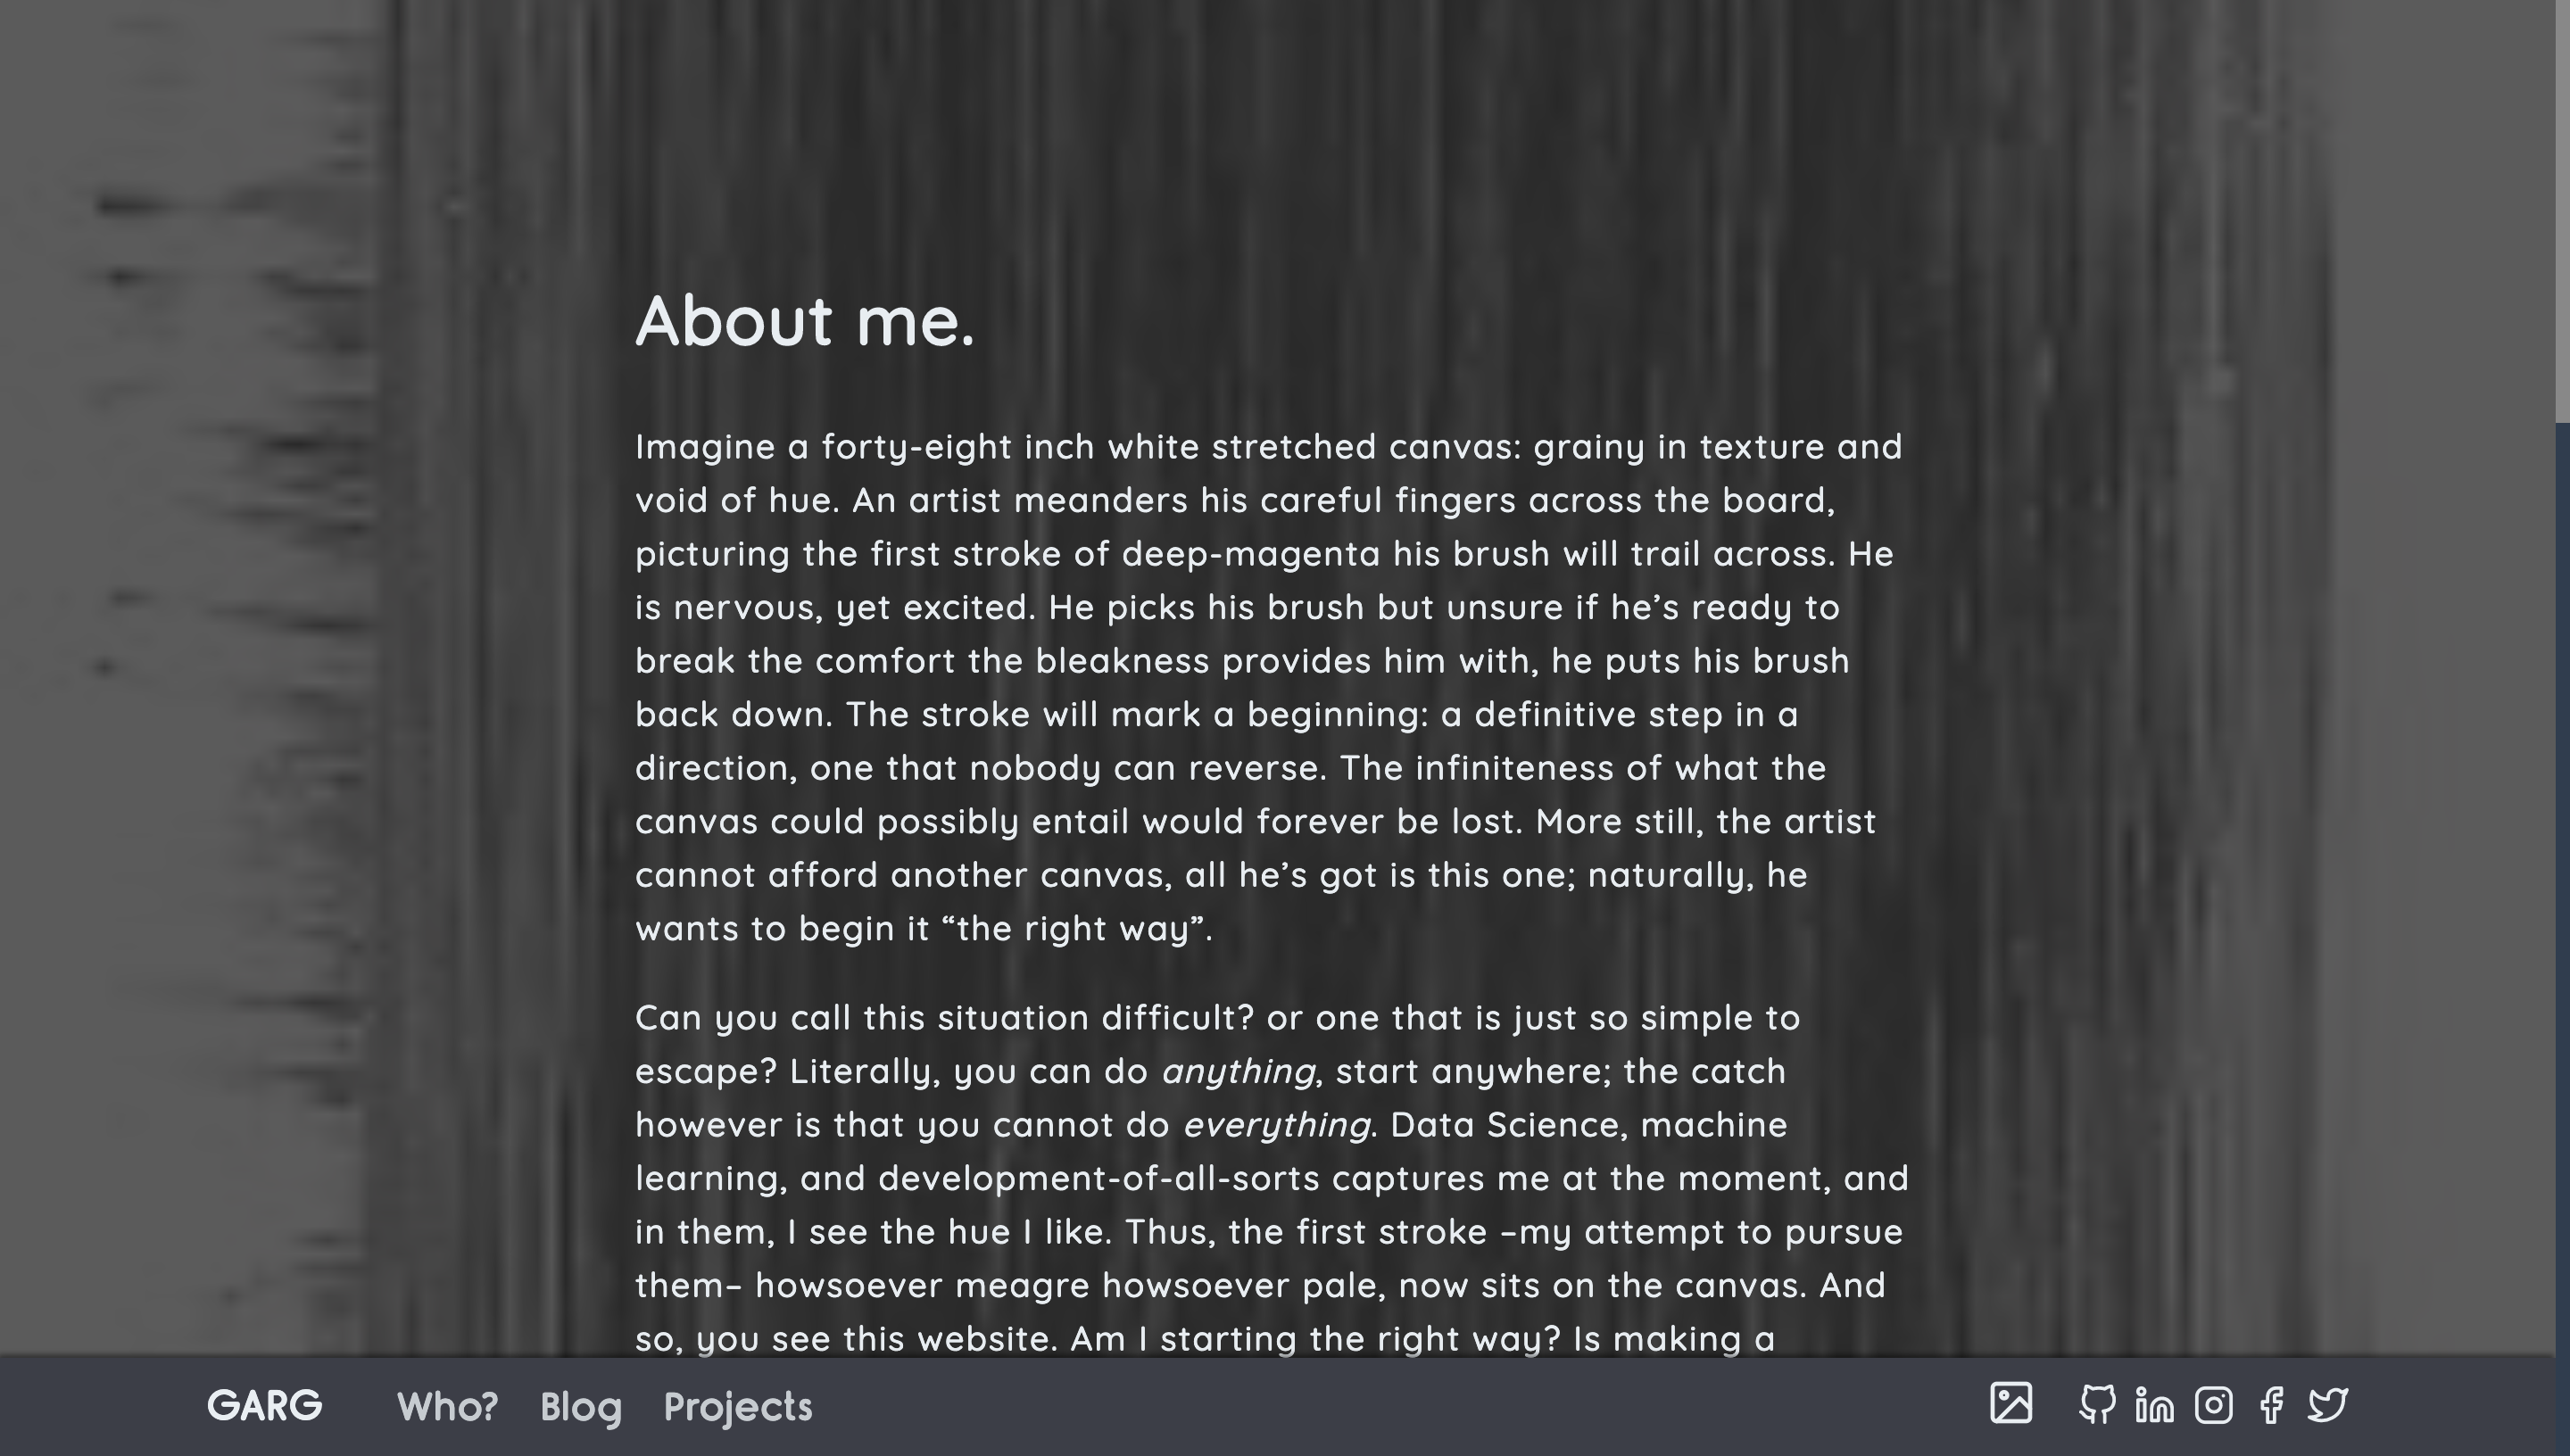 About me.
Imagine a forty-eight inch white stretched canvas: grainy in texture and
void of hue. An artist meanders his careful fingers across the board,
picturing the first stroke of deep-magenta his brush will trail across. He
is nervous, yet excited. He picks his brush but unsure if he’s ready to
break the comfort the bleakness provides him with, he puts his brush
back down. The stroke will mark a beginning: a definitive step in a
direction, one that nobody can reverse. The infiniteness of what the
canvas could possibly entail would forever be lost. More still, the artist
cannot afford another canvas, all he’s got is this one; naturally, he
wants to begin it “the right way”.
Can you call this situation difficult? or one that is just so simple to
escape? Literally, you can do anything, start anywhere; the catch
however is that you cannot do everything. Data Science, machine
learning, and development-of-all-sorts captures me at the moment, and
in them, I see the hue I like. Thus, the first stroke –my attempt to pursue
them– howsoever meagre howsoever pale, now sits on the canvas. And
so, you see this website. Am I starting the right way? Is making a
GARG Who? Blog Projects